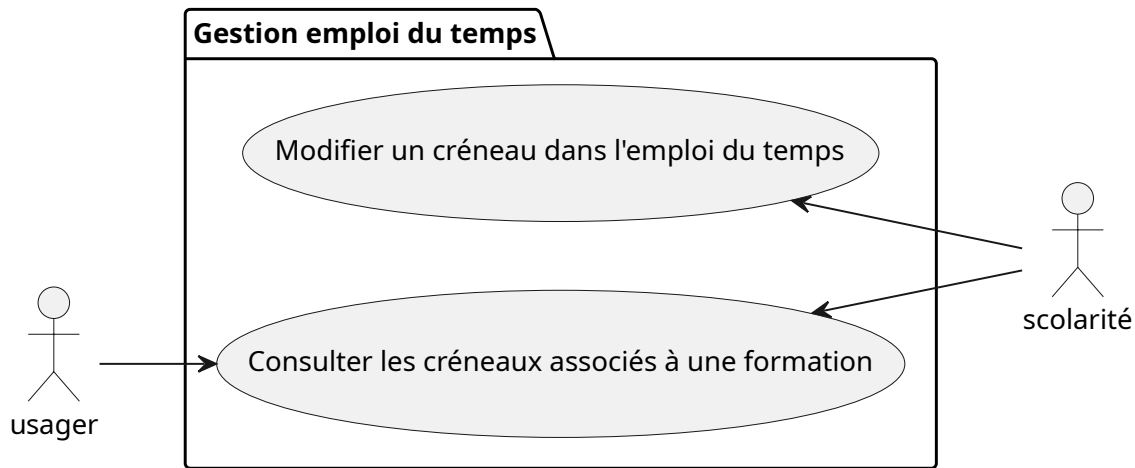 Gestion emploi du temps
Modifier un créneau dans l'emploi du temps
scolarité
Consulter les créneaux associés à une formation
usager